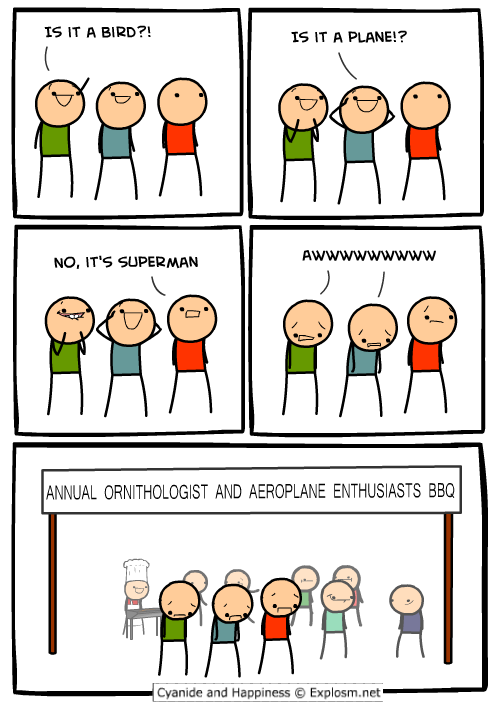 IS IT A BIRD?!
IS IT A PLANE!?
NO, IT'S SUPERMAN
AWWWWWWWWWW
ANNUAL ORNITHOLOGIST AND AEROPLANE ENTHUSIASTS BBQ
Cyanide and Happiness © Explosm.net